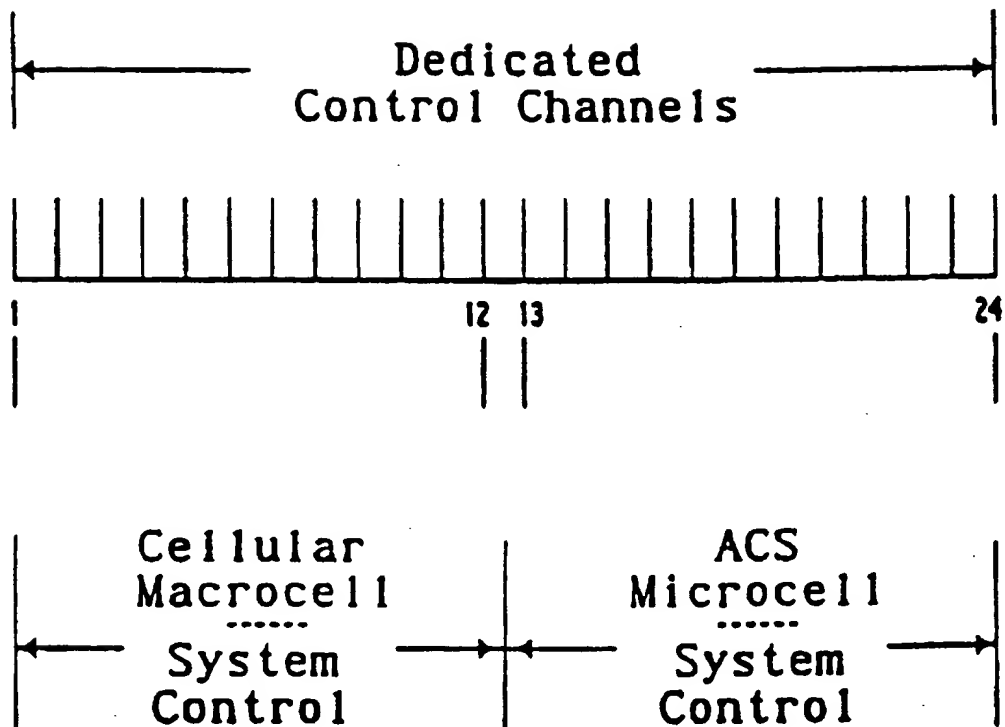 Dedicated
Control Channels
1 12 13 24
Cellular ACS
Macrocell Microcell
System System
Control Control